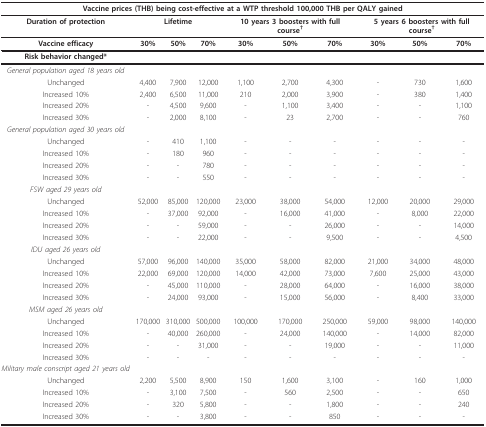 Vaccine prices (THB) being cost-effective at a WTP threshold 100,000 THB per QALY gained
Duration of protection Lifetime 10 years 3 boosters with full course† 5 years 6 boosters with full course†
Vaccine efficacy 30% 50% 70% 30% 50% 70% 30% 50% 70%
Risk behavior changed*
General population aged 18 years old
Unchanged 4,400 7,900 12,000 1,100 2,700 4,300 - 730 1,600
Increased 10% 2,400 6,500 11,000 210 2,000 3,900 - 380 1,400
Increased 20% - 4,500 9,600 - 1,100 3,400 - - 1,100
Increased 30% - 2,000 8,100 - 23 2,700 - - 760
General population aged 30 years old
Unchanged - 410 1,100 - - - - - -
Increased 10% - 180 960 - - - - - -
Increased 20% - - 780 - - - - - -
Increased 30% - - 550 - - - - - -
FSW aged 29 years old
Unchanged 52,000 85,000 120,000 23,000 38,000 54,000 12,000 20,000 29,000
Increased 10% - 37,000 92,000 - 16,000 41,000 - 8,000 22,000
Increased 20% - - 59,000 - - 26,000 - - 14,000
Increased 30% - - 22,000 - - 9,500 - - 4,500
IDU aged 26 years old
Unchanged 57,000 96,000 140,000 35,000 58,000 82,000 21,000 34,000 48,000
Increased 10% 22,000 69,000 120,000 14,000 42,000 73,000 7,600 25,000 43,000
Increased 20% - 45,000 110,000 - 28,000 64,000 - 16,000 38,000
Increased 30% - 24,000 93,000 - 15,000 56,000 - 8,400 33,000
MSM aged 26 years old
Unchanged 170,000 310,000 500,000 100,000 170,000 250,000 59,000 98,000 140,000
Increased 10% - 40,000 260,000 - 24,000 140,000 - 14,000 82,000
Increased 20% - - 31,000 - - 19,000 - - 11,000
Increased 30% - - - - - - - - -
Military male conscript aged 21 years old
Unchanged 2,200 5,500 8,900 150 1,600 3,100 - 160 1,000
Increased 10% - 3,100 7,500 - 560 2,500 - - 650
Increased 20% - 320 5,800 - - 1,800 - - 240
Increased 30% - - 3,800 - - 850 - - -